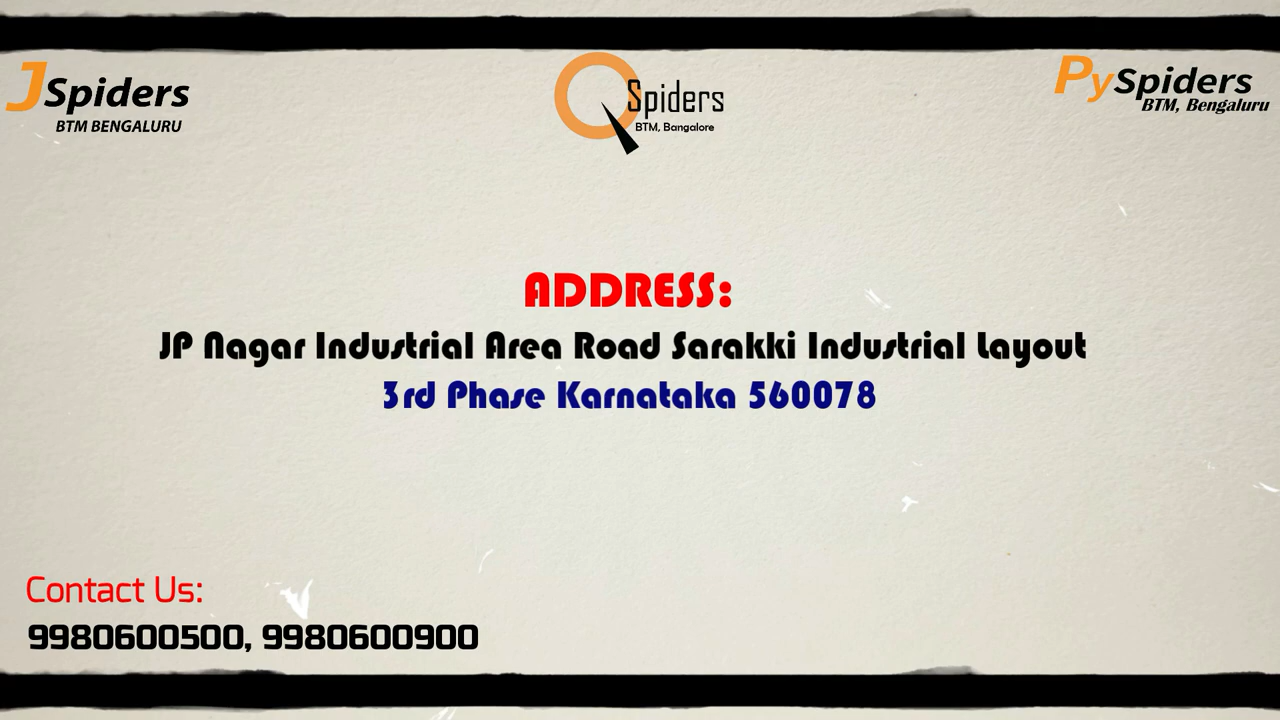 JSpiders
BTM BENGALURU
QSpiders
BTM, Bangalore
PySpiders
BTM, Bengaluru
ADDRESS:
JP Nagar Industrial Area Road Sarakki Industrial Layout
3rd Phase Karnataka 560078
Contact Us:
9980600500, 9980600900